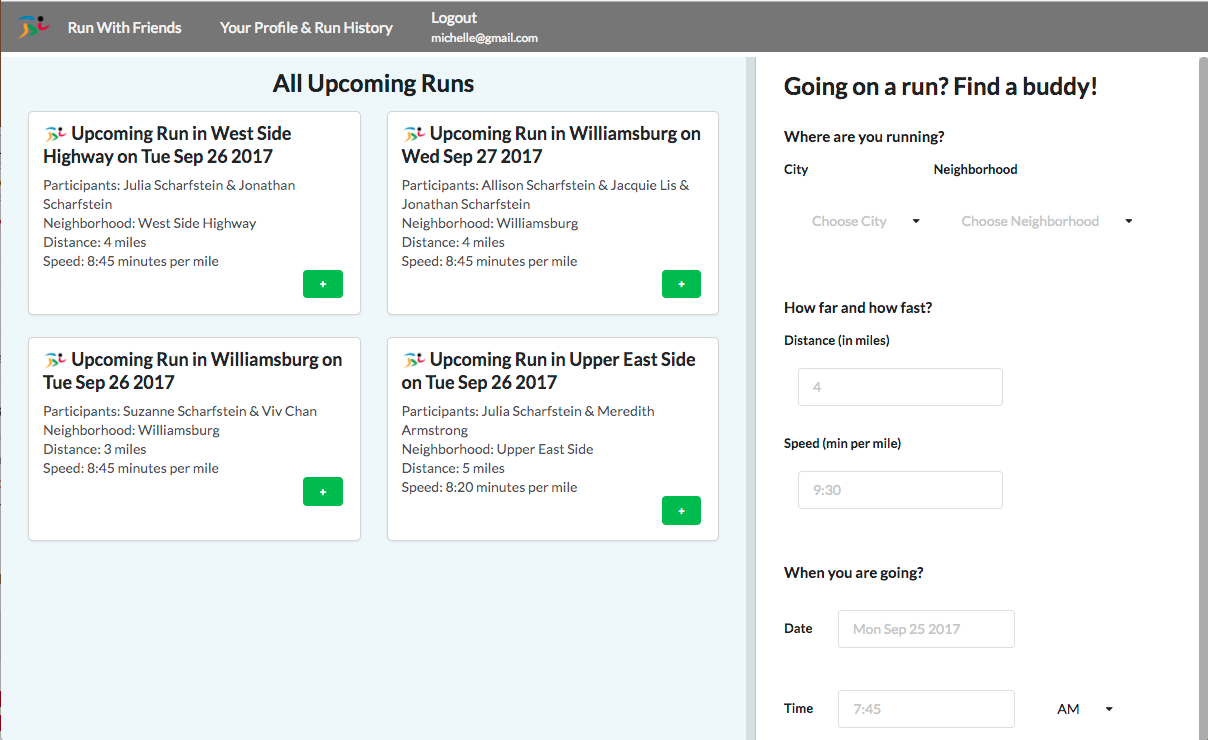 Run With Friends
Your Profile & Run History
Logout
michelle@gmail.com
All Upcoming Runs
Upcoming Run in West Side
Highway on Tue Sep 26 2017
Participants: Julia Scharfstein & Jonathan
Scharfstein
Neighborhood: West Side Highway
Distance: 4 miles
Speed: 8:45 minutes per mile
+
Upcoming Run in Williamsburg on
Wed Sep 27 2017
Participants: Allison Scharfstein & Jacquie Lis &
Jonathan Scharfstein
Neighborhood: Williamsburg
Distance: 4 miles
Speed: 8:45 minutes per mile
+
Upcoming Run in Williamsburg on
Tue Sep 26 2017
Participants: Suzanne Scharfstein & Viv Chan
Neighborhood: Williamsburg
Distance: 3 miles
Speed: 8:45 minutes per mile
+
Upcoming Run in Upper East Side
on Tue Sep 26 2017
Participants: Julia Scharfstein & Meredith
Armstrong
Neighborhood: Upper East Side
Distance: 5 miles
Speed: 8:20 minutes per mile
+
Going on a run? Find a buddy!
Where are you running?
City
Neighborhood
Choose City
Choose Neighborhood
How far and how fast?
Distance (in miles)
4
Speed (min per mile)
9:30
When you are going?
Date
Mon Sep 25 2017
Time
7:45
AM